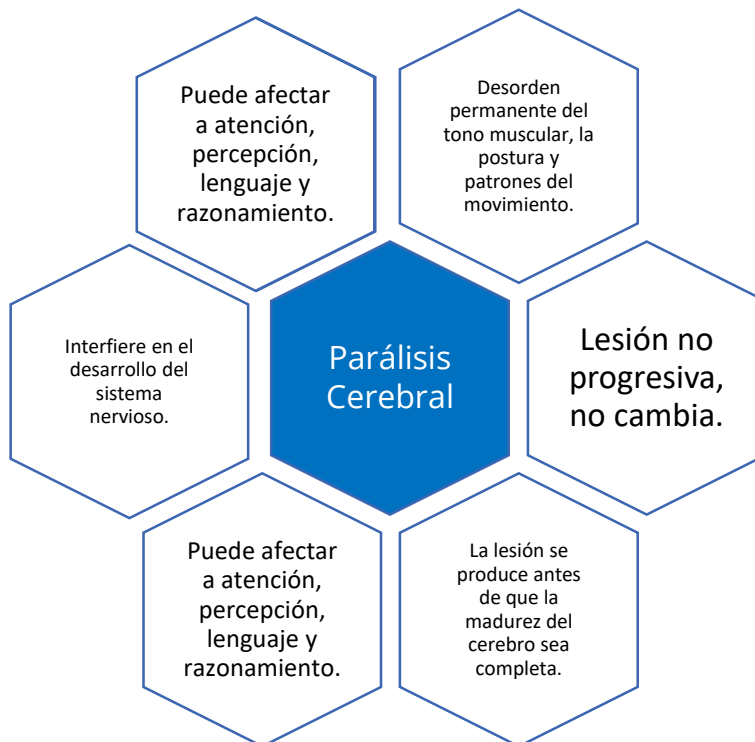 Puede afectar
a atención,
percepción,
lenguaje y
razonamiento.
Desorden
permanente del
tono muscular, la
postura y
patrones del
movimiento.
Interfiere en el
desarrollo del
sistema
nervioso.
Parálisis
Cerebral
Lesión no
progresiva,
no cambia.
Puede afectar
a atención,
percepción,
lenguaje y
razonamiento.
La lesión se
produce antes
de que la
madurez del
cerebro sea
completa.